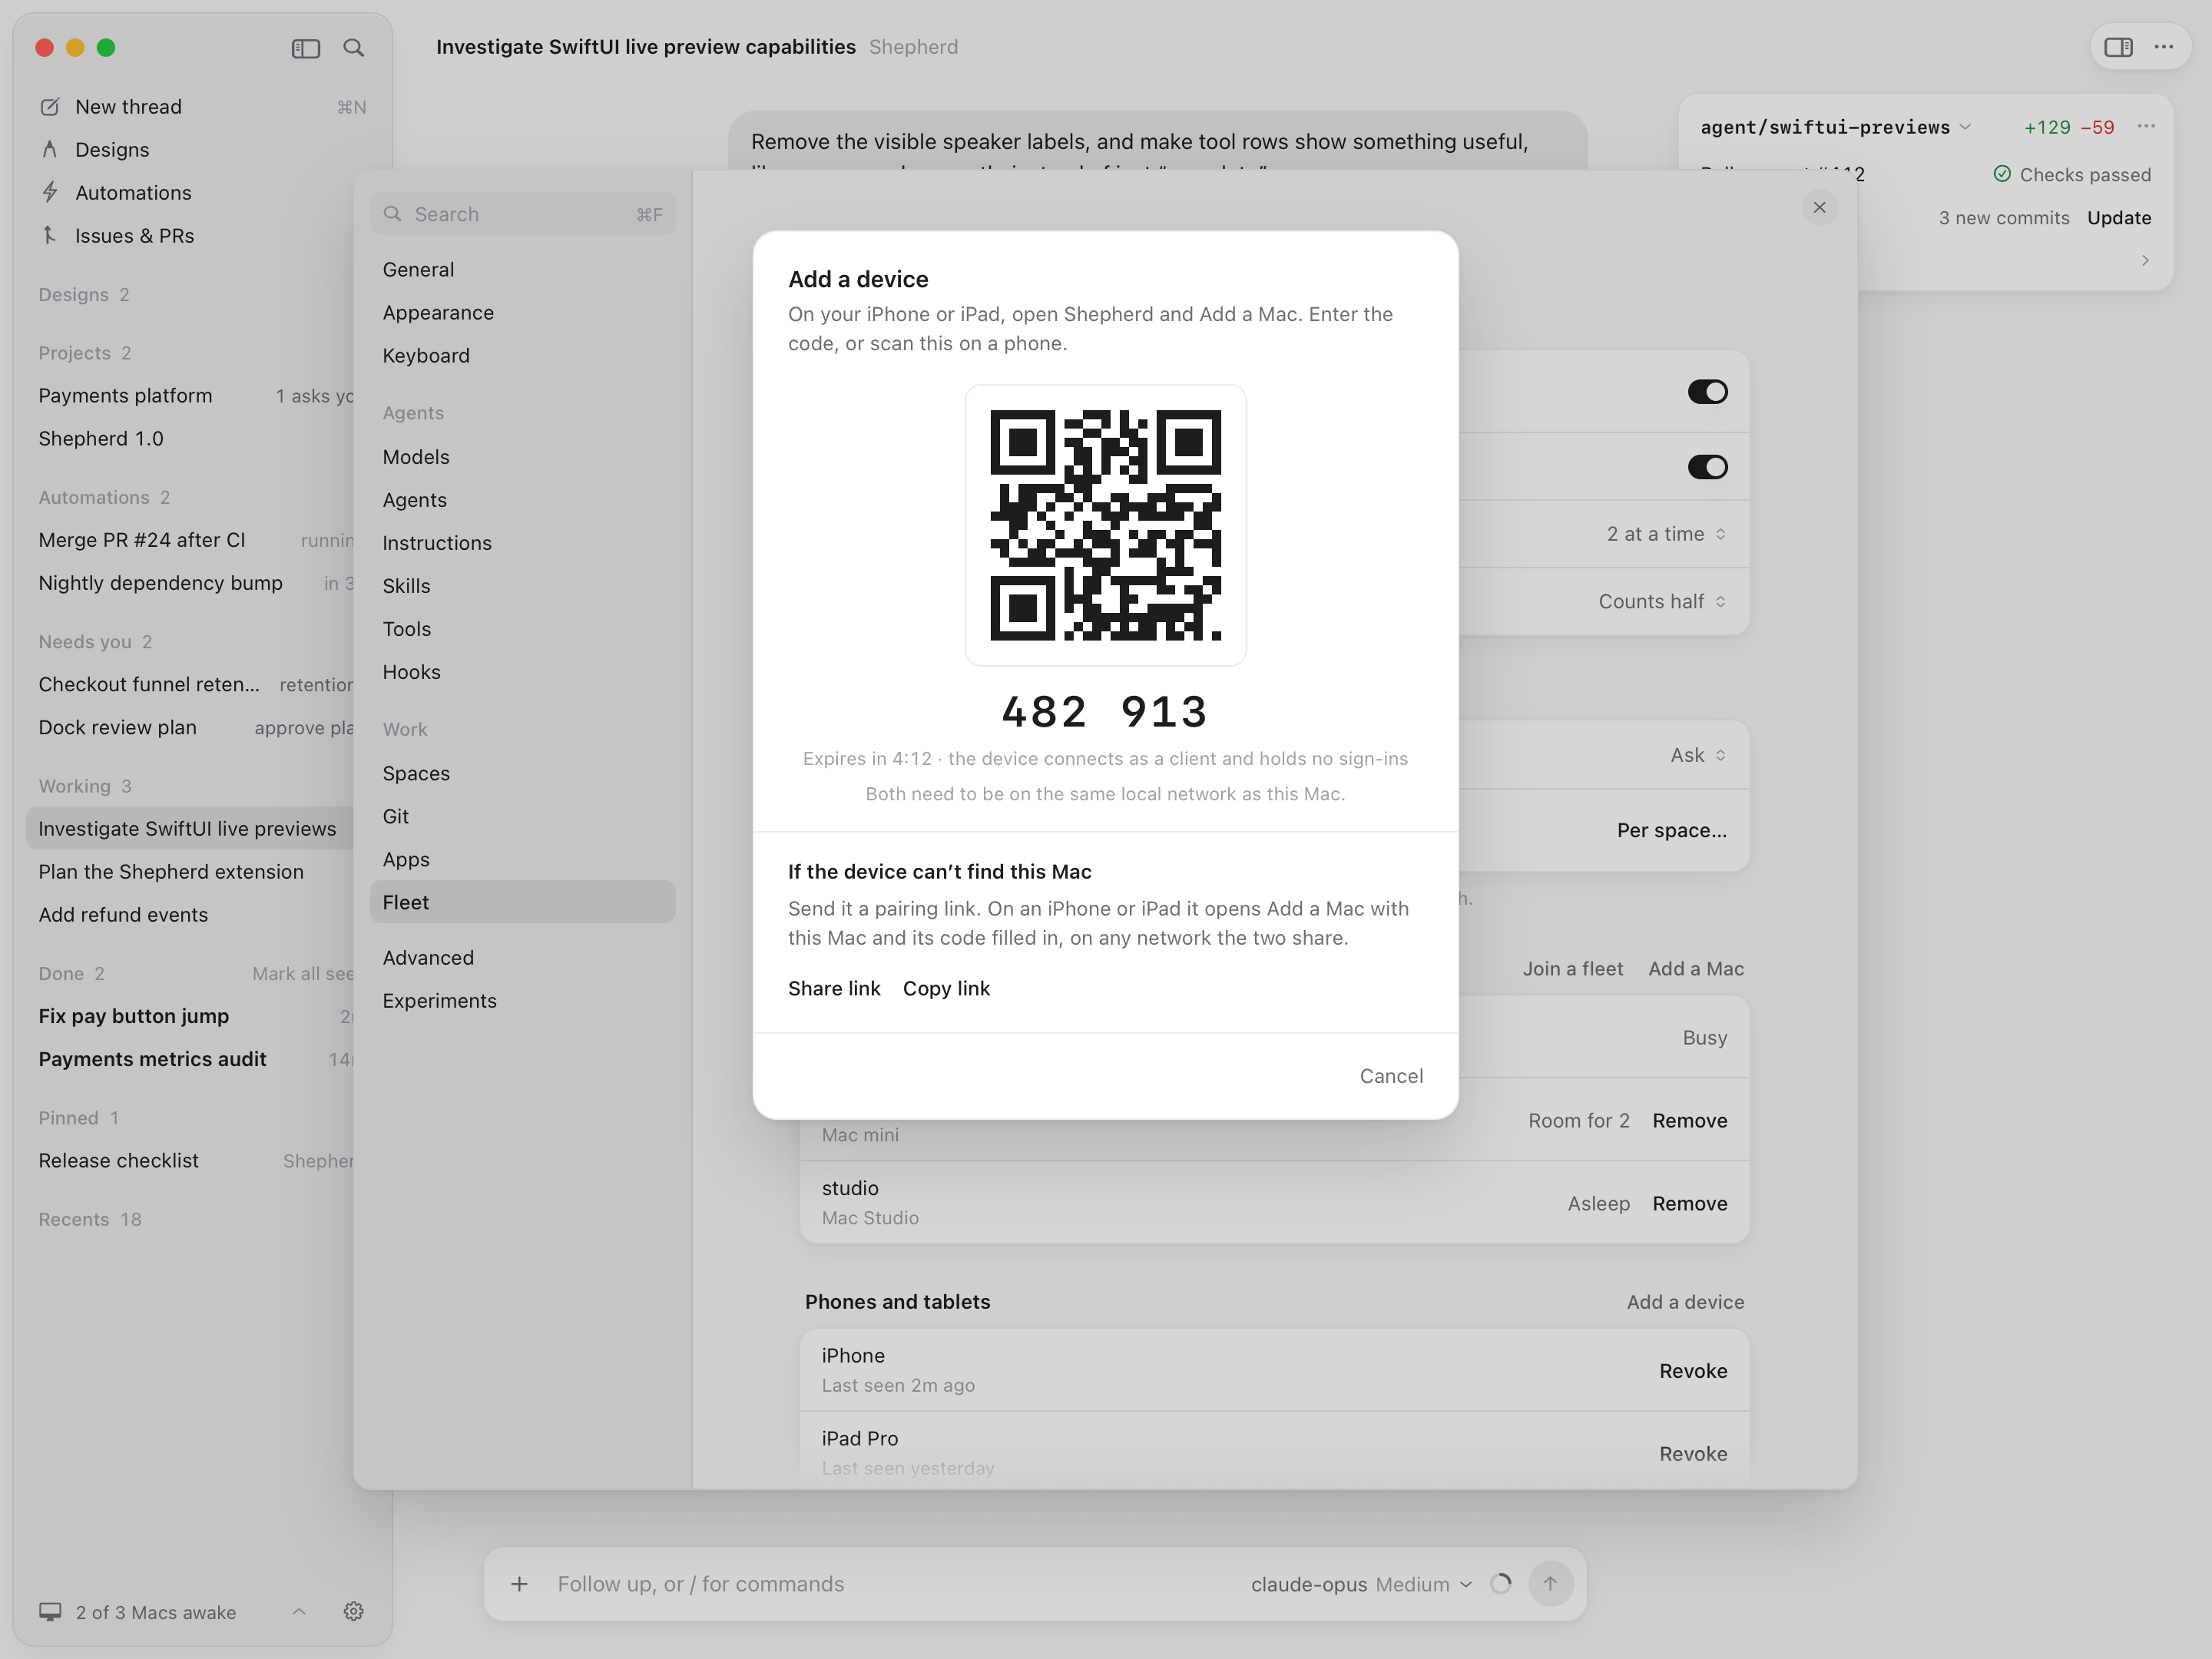 Investigate SwiftUI live preview capabilities Shepherd
New thread ⌘N
Designs
Automations
Issues & PRs
Designs 2
Projects 2
Payments platform 1 asks
Shepherd 1.0
Automations 2
Merge PR #24 after CI
Nightly dependency bump in
Needs you 2
Checkout funnel reten...
Dock review plan approve
Working 3
Investigate SwiftUI live previews
Plan the Shepherd extension
Add refund events
Done 2 Mark all
Fix pay button jump
Payments metrics audit
Pinned 1
Release checklist
Recents 18
2 of 3 Macs awake
Remove the visible speaker labels, and make tool rows show something useful,
agent/swiftui-previews +129 −59
Checks passed
3 new commits Update
Search ⌘F
General
Appearance
Keyboard
Agents
Models
Agents
Instructions
Skills
Tools
Hooks
Work
Spaces
Git
Apps
Fleet
Advanced
Experiments
2 at a time
Counts half
Ask
Per space...
Join a fleet Add a Mac
Busy
Mac mini
Room for 2 Remove
studio
Mac Studio
Asleep Remove
Phones and tablets Add a device
iPhone
Last seen 2m ago
Revoke
iPad Pro
Last seen yesterday
Revoke
Add a device
On your iPhone or iPad, open Shepherd and Add a Mac. Enter the
code, or scan this on a phone.
482 913
Expires in 4:12 · the device connects as a client and holds no sign-ins
Both need to be on the same local network as this Mac.
If the device can’t find this Mac
Send it a pairing link. On an iPhone or iPad it opens Add a Mac with
this Mac and its code filled in, on any network the two share.
Share link Copy link
Cancel
Follow up, or / for commands
claude-opus Medium